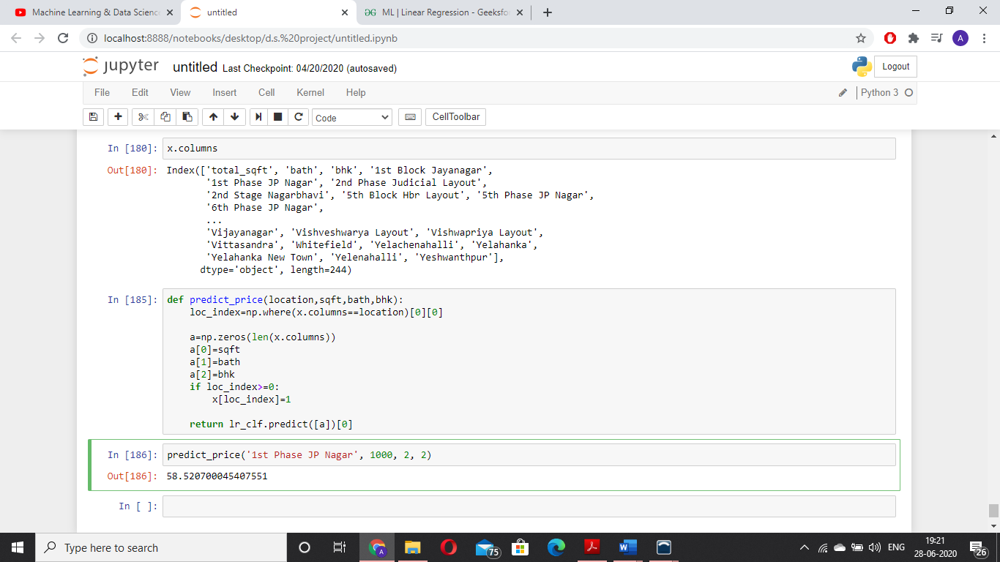 Machine Learning & Data Science
untitled
ML | Linear Regression - Geeksfo
localhost:8888/notebooks/desktop/d.s.%20project/untitled.ipynb
A
jupyter untitled Last Checkpoint: 04/20/2020 (autosaved)
Logout
File Edit View Insert Cell Kernel Help
Python 3
Code
CellToolbar
In [180]: x.columns
Out[180]: Index(['total_sqft', 'bath', 'bhk', '1st Block Jayanagar',
'1st Phase JP Nagar', '2nd Phase Judicial Layout',
'2nd Stage Nagarbhavi', '5th Block Hbr Layout', '5th Phase JP Nagar',
'6th Phase JP Nagar',
...
'Vijayanagar', 'Vishveshwarya Layout', 'Vishwapriya Layout',
'Vittasandra', 'Whitefield', 'Yelachenahalli', 'Yelahanka',
'Yelahanka New Town', 'Yelenahalli', 'Yeshwanthpur'],
dtype='object', length=244)
In [185]: def predict_price(location,sqft,bath,bhk):
loc_index=np.where(x.columns==location)[0][0]
a=np.zeros(len(x.columns))
a[0]=sqft
a[1]=bath
a[2]=bhk
if loc_index>=0:
x[loc_index]=1
return lr_clf.predict([a])[0]
In [186]: predict_price('1st Phase JP Nagar', 1000, 2, 2)
Out[186]: 58.520700045407551
In [ ]:
Type here to search
A
75
ENG
19:21
28-06-2020
26